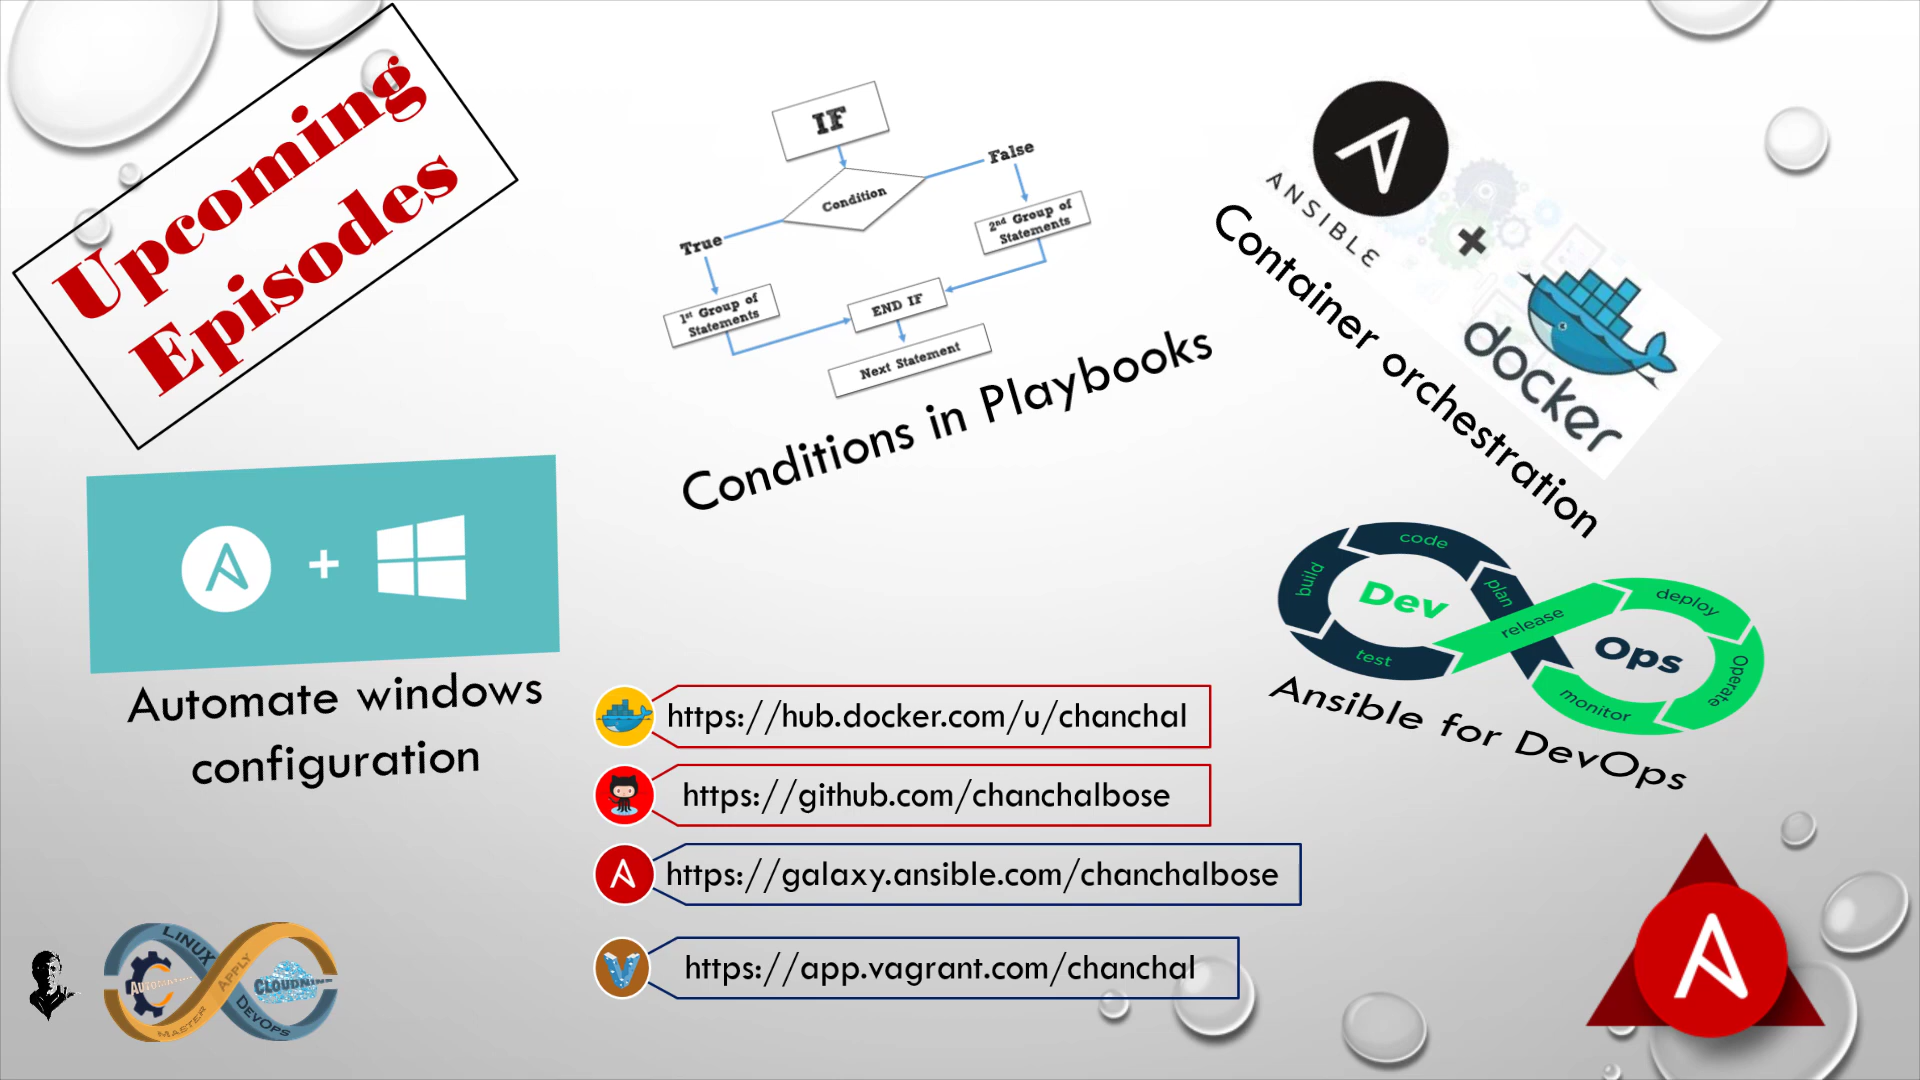 Upcoming
Episodes
IF
Condition
False
True
2nd Group of
Statements
1st Group of
Statements
END IF
Next Statement
Conditions in Playbooks
ANSIBLE
+
docker
Container orchestration
+
Automate windows
configuration
code
build
plan
Dev
test
release
deploy
Ops
Operate
monitor
Ansible for DevOps
https://hub.docker.com/u/chanchal
https://github.com/chanchalbose
https://galaxy.ansible.com/chanchalbose
https://app.vagrant.com/chanchal
LINUX
APPLY
CLOUD
MASTER
DEVOPS